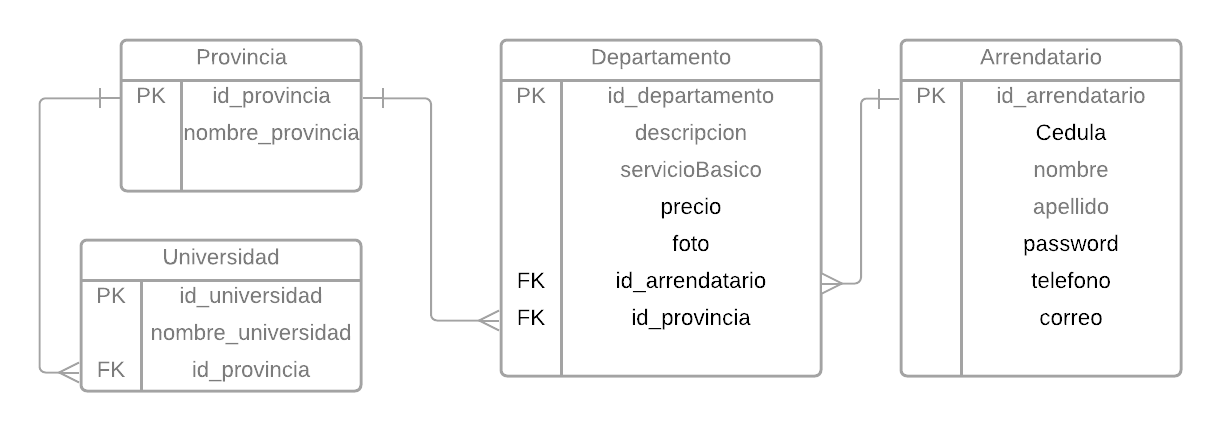 Provincia
PK id_provincia
nombre_provincia
Universidad
PK id_universidad
nombre_universidad
FK id_provincia
Departamento
PK id_departamento
descripcion
servicioBasico
precio
foto
FK id_arrendatario
FK id_provincia
Arrendatario
PK id_arrendatario
Cedula
nombre
apellido
password
telefono
correo